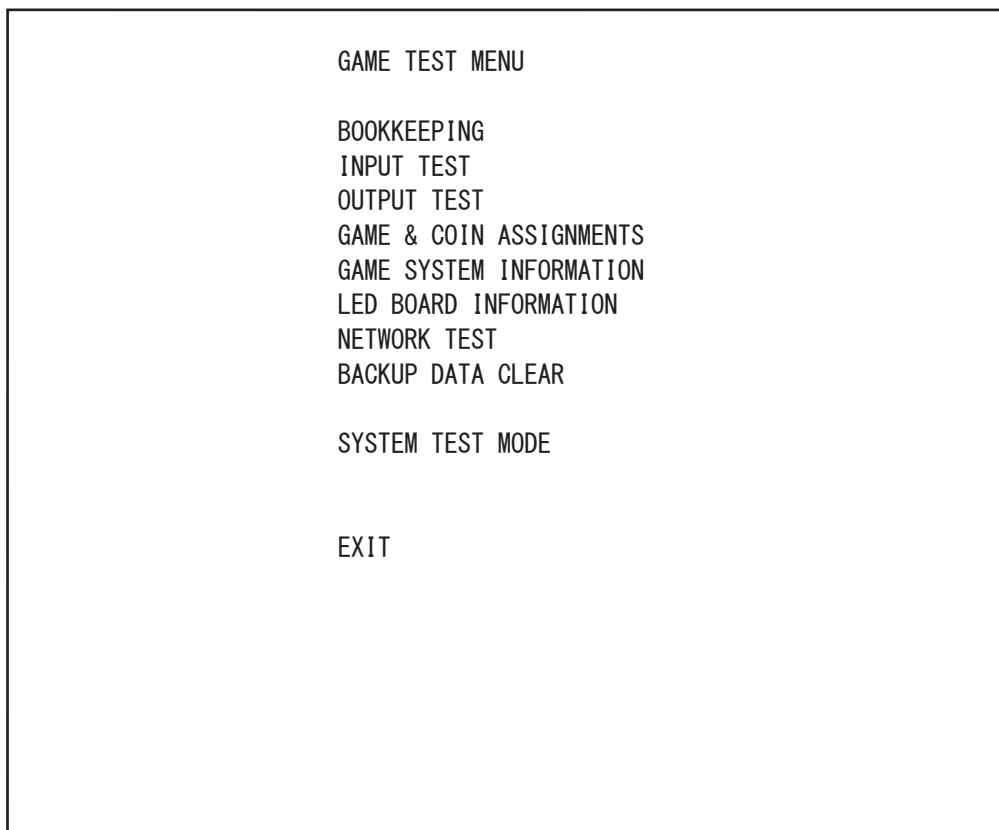 GAME TEST MENU
BOOKKEEPING
INPUT TEST
OUTPUT TEST
GAME & COIN ASSIGNMENTS
GAME SYSTEM INFORMATION
LED BOARD INFORMATION
NETWORK TEST
BACKUP DATA CLEAR
SYSTEM TEST MODE
EXIT